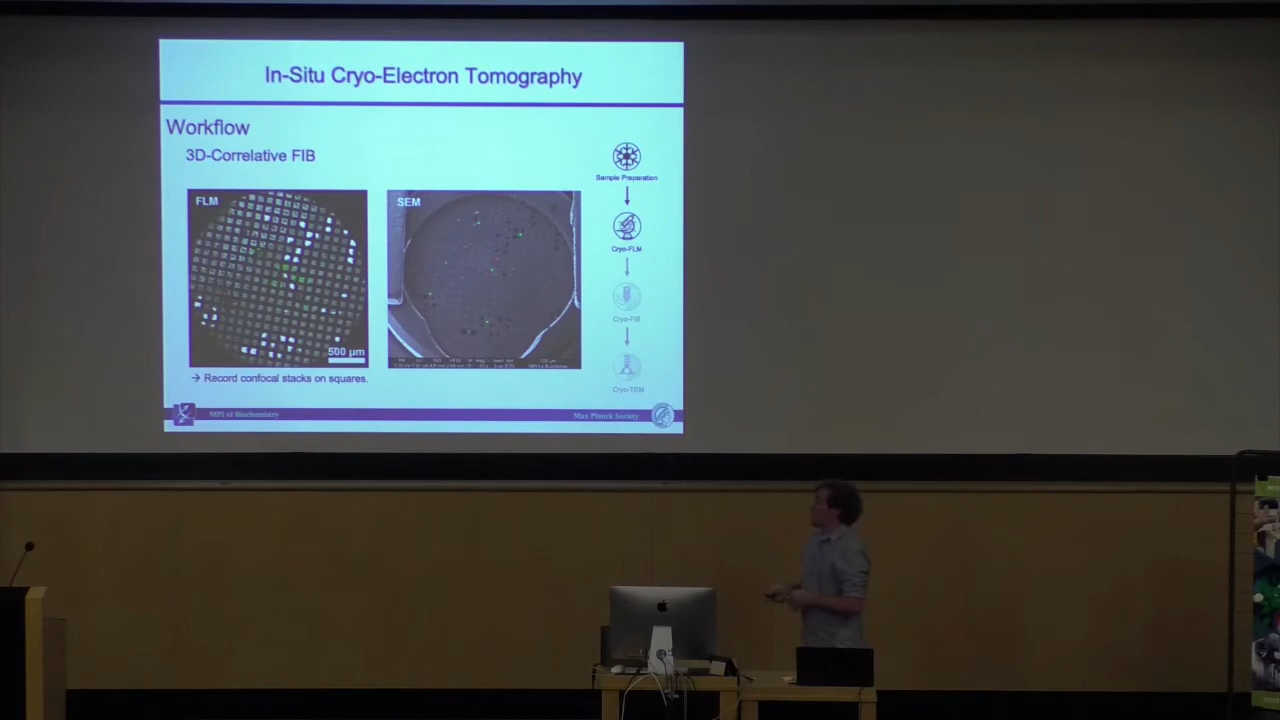 In-Situ Cryo-Electron Tomography
Workflow
3D-Correlative FIB
FLM
500 µm
SEM
→ Record confocal stacks on squares.
Sample Preparation
Cryo-FLM
Cryo-FIB
Cryo-TEM
MPI of Biochemistry
Max Planck Society